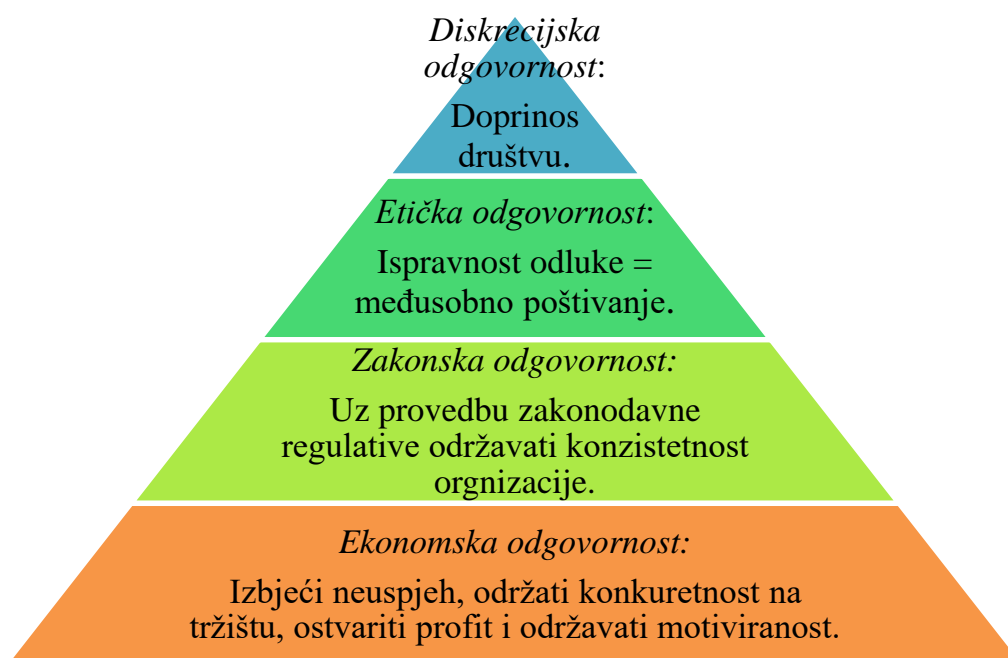 Diskrecijska
odgovornost:
Doprinos
društvu.
Etička odgovornost:
Ispravnost odluke =
međusobno poštivanje.
Zakonska odgovornost:
Uz provedbu zakonodavne
regulative održavati konzistetnost
orgnizacije.
Ekonomska odgovornost:
Izbjeći neuspjeh, održati konkuretnost na
tržištu, ostvariti profit i održavati motiviranost.